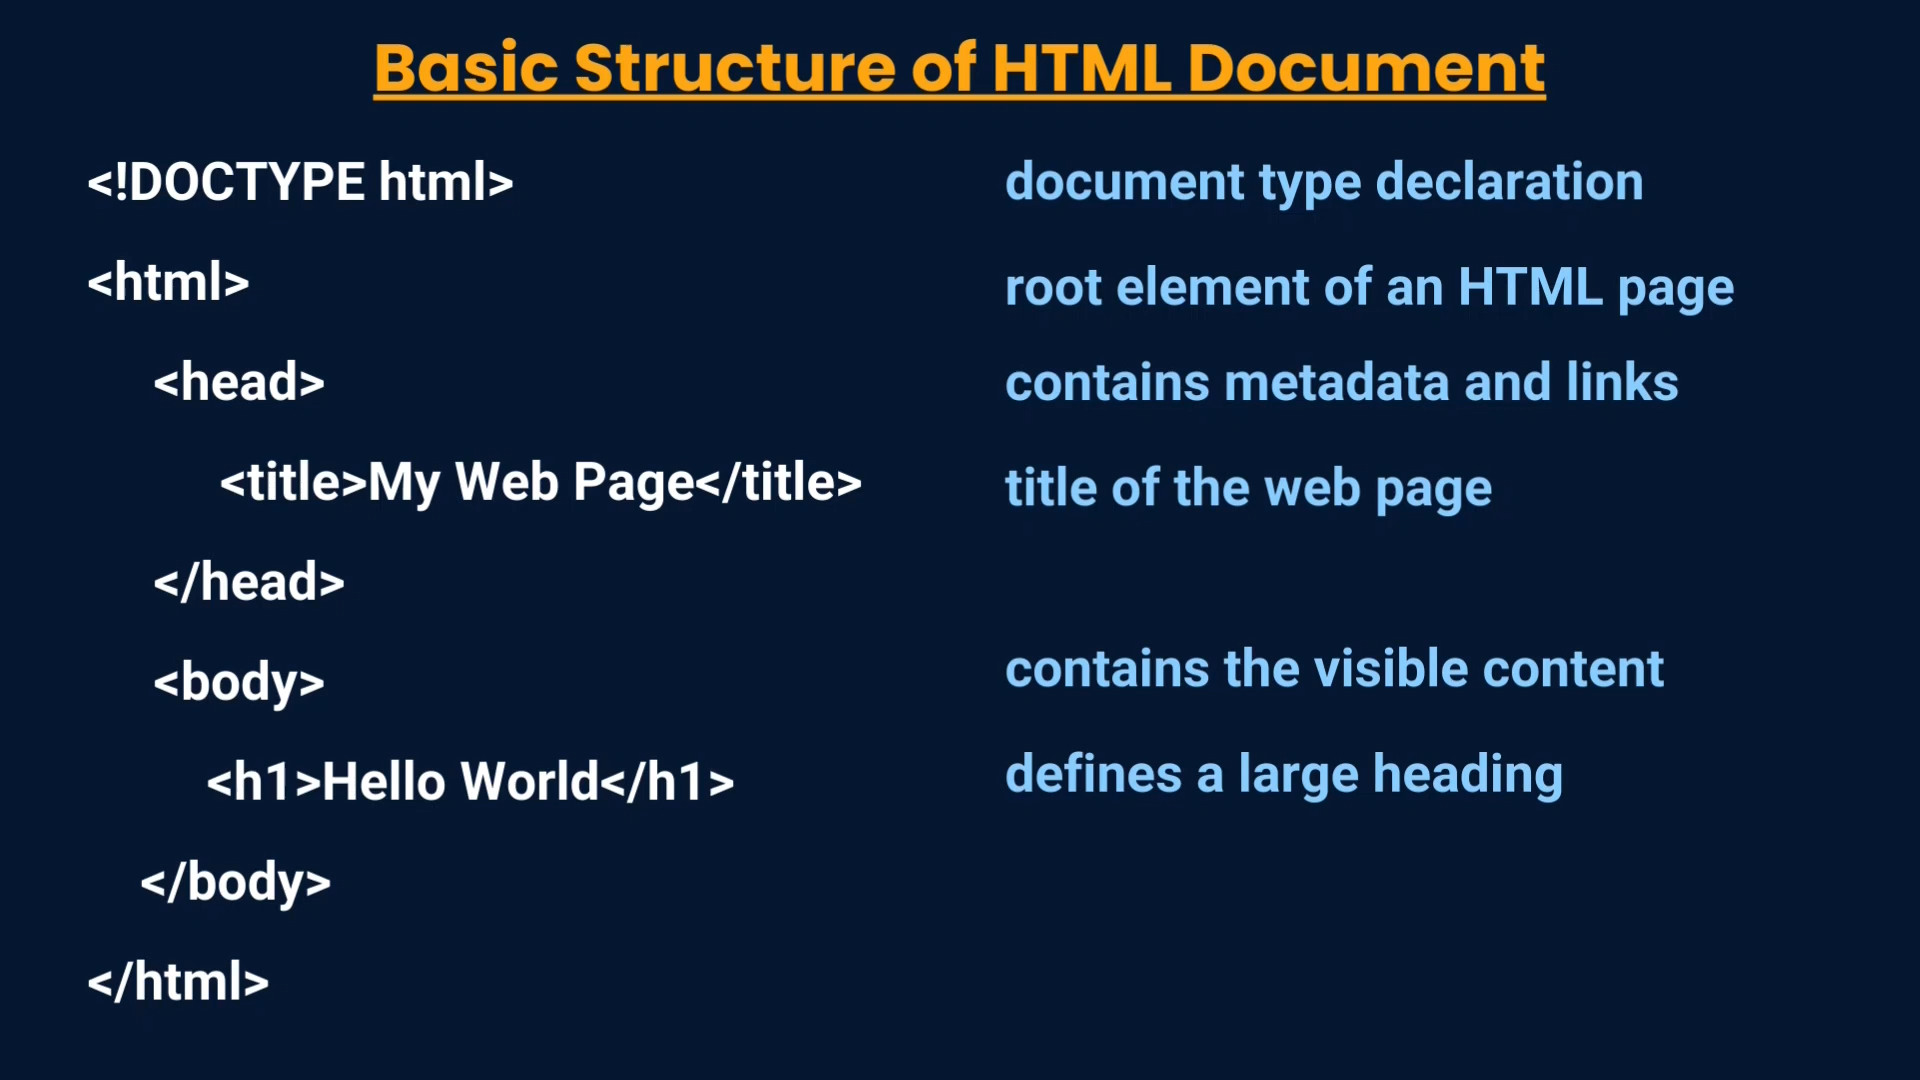 Basic Structure of HTML Document
<!DOCTYPE html> document type declaration
<html> root element of an HTML page
<head> contains metadata and links
<title>My Web Page</title> title of the web page
</head>
<body> contains the visible content
<h1>Hello World</h1> defines a large heading
</body>
</html>